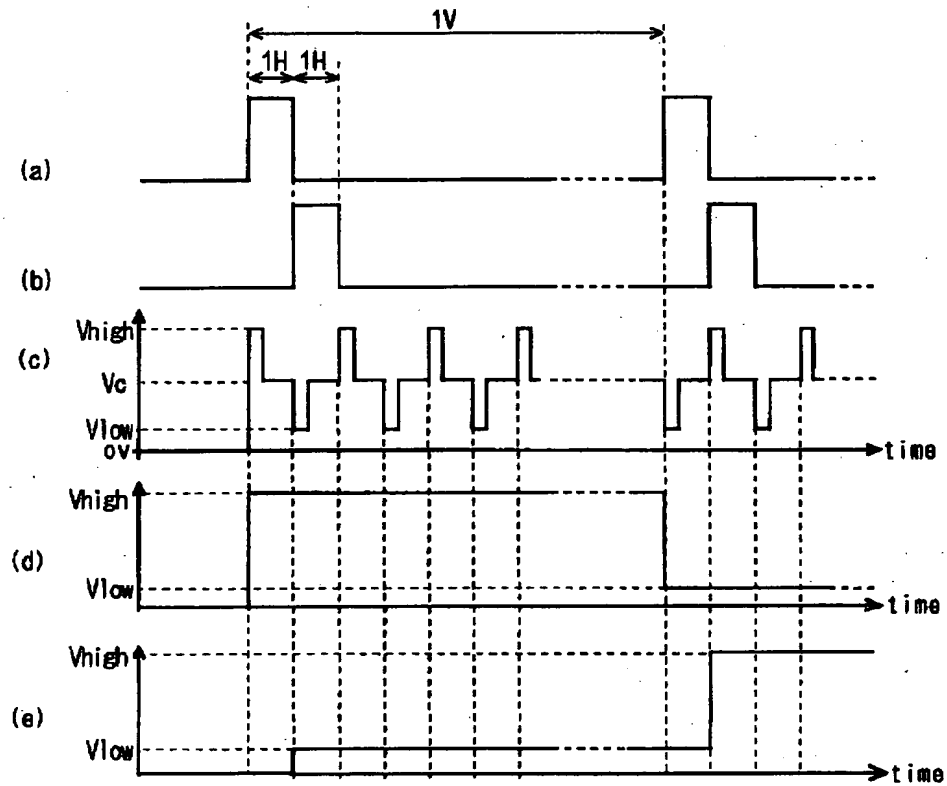 1V
1H 1H
(a)
(b)
(c)
Vhigh
Vc
Vlow
ov
time
(d)
Vhigh
Vlow
time
(e)
Vhigh
Vlow
time